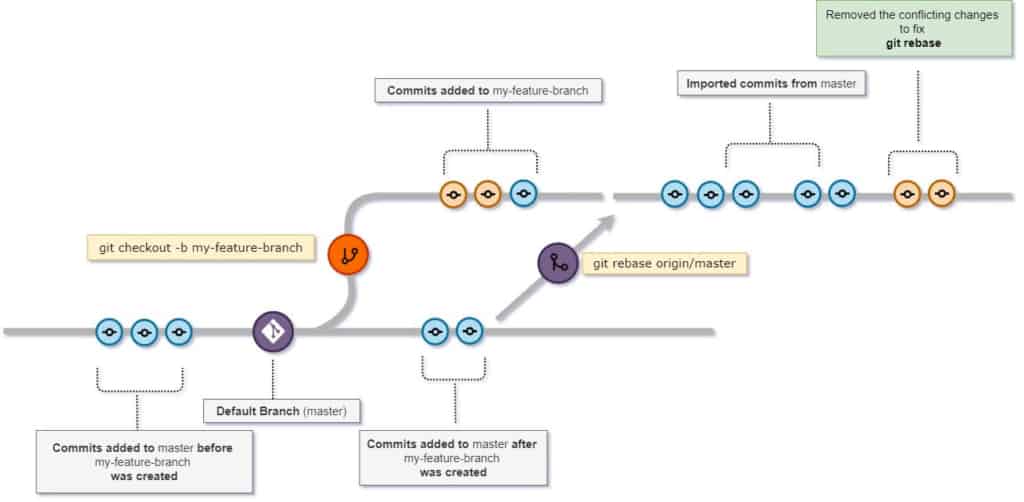 Removed the conflicting changes
to fix
git rebase
Commits added to my-feature-branch
Imported commits from master
git checkout -b my-feature-branch
git rebase origin/master
Default Branch (master)
Commits added to master before
my-feature-branch
was created
Commits added to master after
my-feature-branch
was created